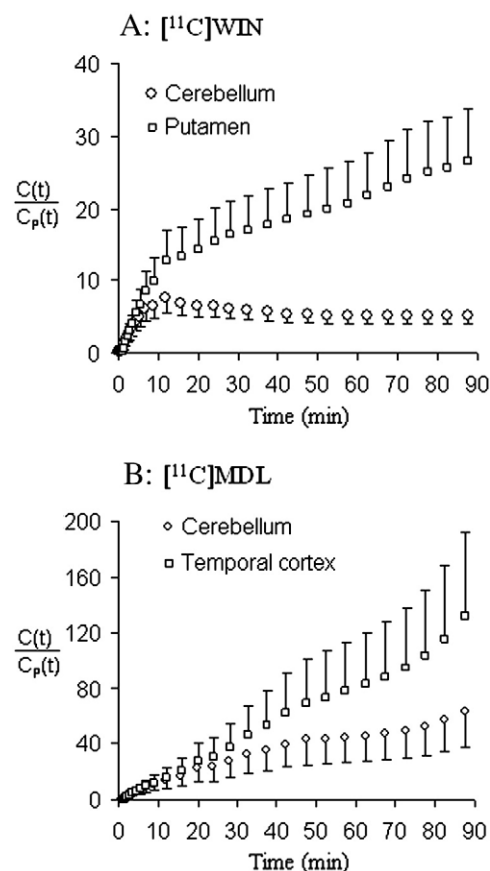 A: [¹¹C]WIN
40
Cerebellum
Putamen
30
C(t)
Cₚ(t)
20
10
0
0 10 20 30 40 50 60 70 80 90
Time (min)
B: [¹¹C]MDL
200
Cerebellum
160
Temporal cortex
120
C(t)
Cₚ(t)
80
40
0
0 10 20 30 40 50 60 70 80 90
Time (min)